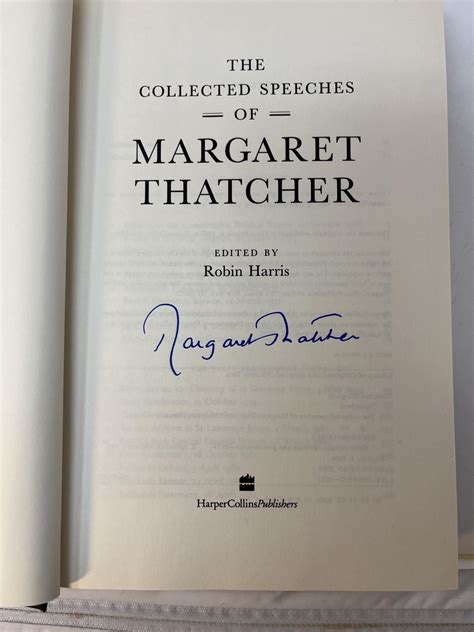 THE
COLLECTED SPEECHES
OF
MARGARET
THATCHER
EDITED BY
Robin Harris
Margaret Thatcher
HarperCollinsPublishers